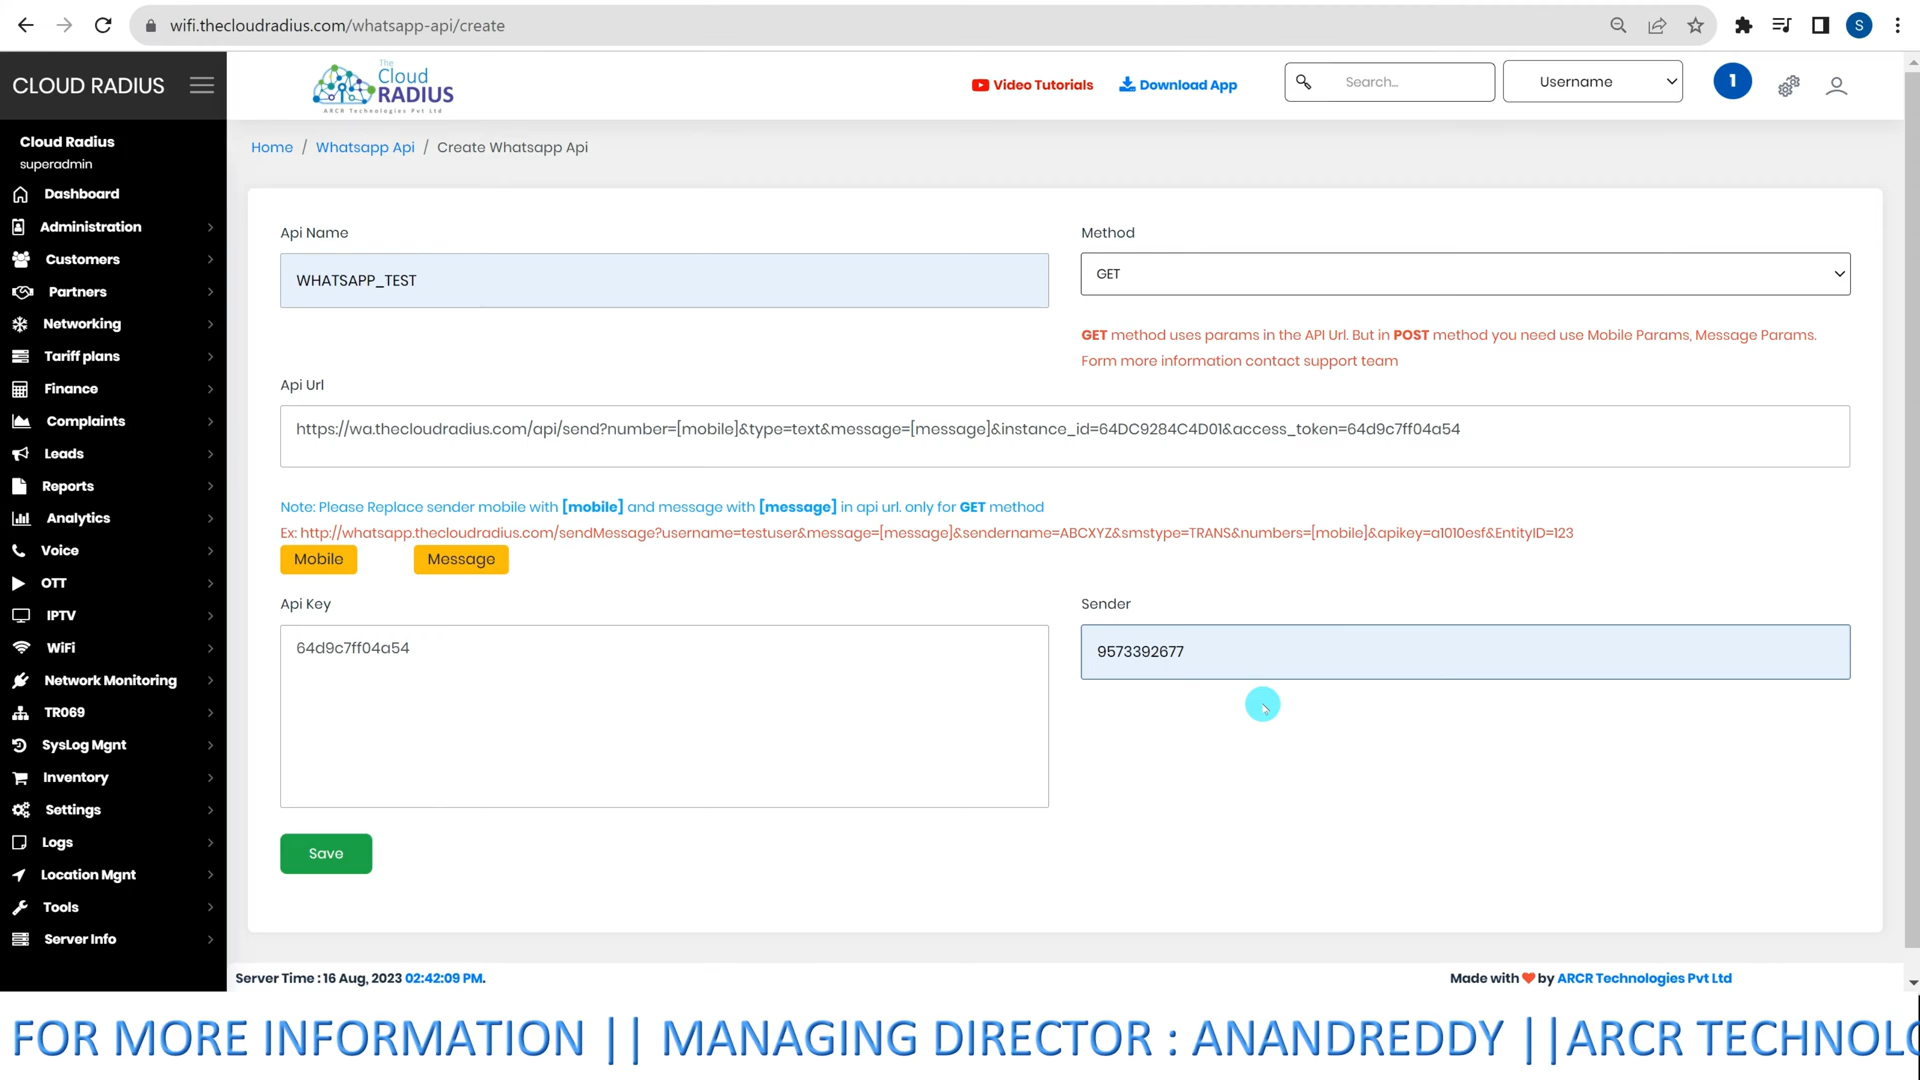 wifi.thecloudradius.com/whatsapp-api/create
S
CLOUD RADIUS
The
Cloud
RADIUS
ARCR Technologies Pvt Ltd
Video Tutorials
Download App
Search...
Username
1
Cloud Radius
superadmin
Dashboard
Administration
Customers
Partners
Networking
Tariff plans
Finance
Complaints
Leads
Reports
Analytics
Voice
OTT
IPTV
WiFi
Network Monitoring
TR069
SysLog Mgnt
Inventory
Settings
Logs
Location Mgnt
Tools
Server Info
Home / Whatsapp Api / Create Whatsapp Api
Api Name
WHATSAPP_TEST
Method
GET
GET method uses params in the API Url. But in POST method you need use Mobile Params, Message Params.
Form more information contact support team
Api Url
https://wa.thecloudradius.com/api/send?number=[mobile]&type=text&message=[message]&instance_id=64DC9284C4D01&access_token=64d9c7ff04a54
Note: Please Replace sender mobile with [mobile] and message with [message] in api url. only for GET method
Ex: http://whatsapp.thecloudradius.com/sendMessage?username=testuser&message=[message]&sendername=ABCXYZ&smstype=TRANS&numbers=[mobile]&apikey=a1010esf&EntityID=123
Mobile
Message
Api Key
64d9c7ff04a54
Sender
9573392677
Save
Server Time : 16 Aug, 2023 02:42:09 PM.
Made with ❤ by ARCR Technologies Pvt Ltd
FOR MORE INFORMATION || MANAGING DIRECTOR : ANANDREDDY ||ARCR TECHNOLO